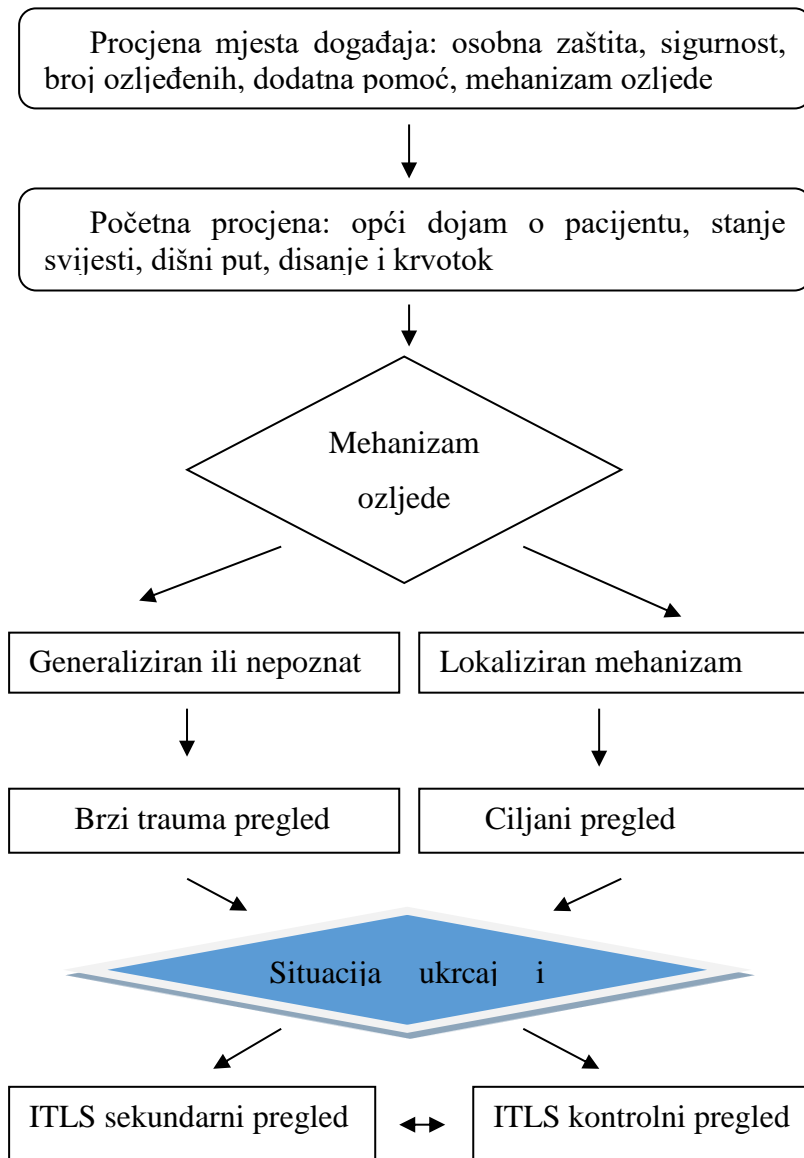 Procjena mjesta događaja: osobna zaštita, sigurnost,
broj ozljeđenih, dodatna pomoć, mehanizam ozljede
Početna procjena: opći dojam o pacijentu, stanje
svijesti, dišni put, disanje i krvotok
Mehanizam
ozljede
Generaliziran ili nepoznat
Lokaliziran mehanizam
Brzi trauma pregled
Ciljani pregled
Situacija ukrcaj i
ITLS sekundarni pregled
ITLS kontrolni pregled